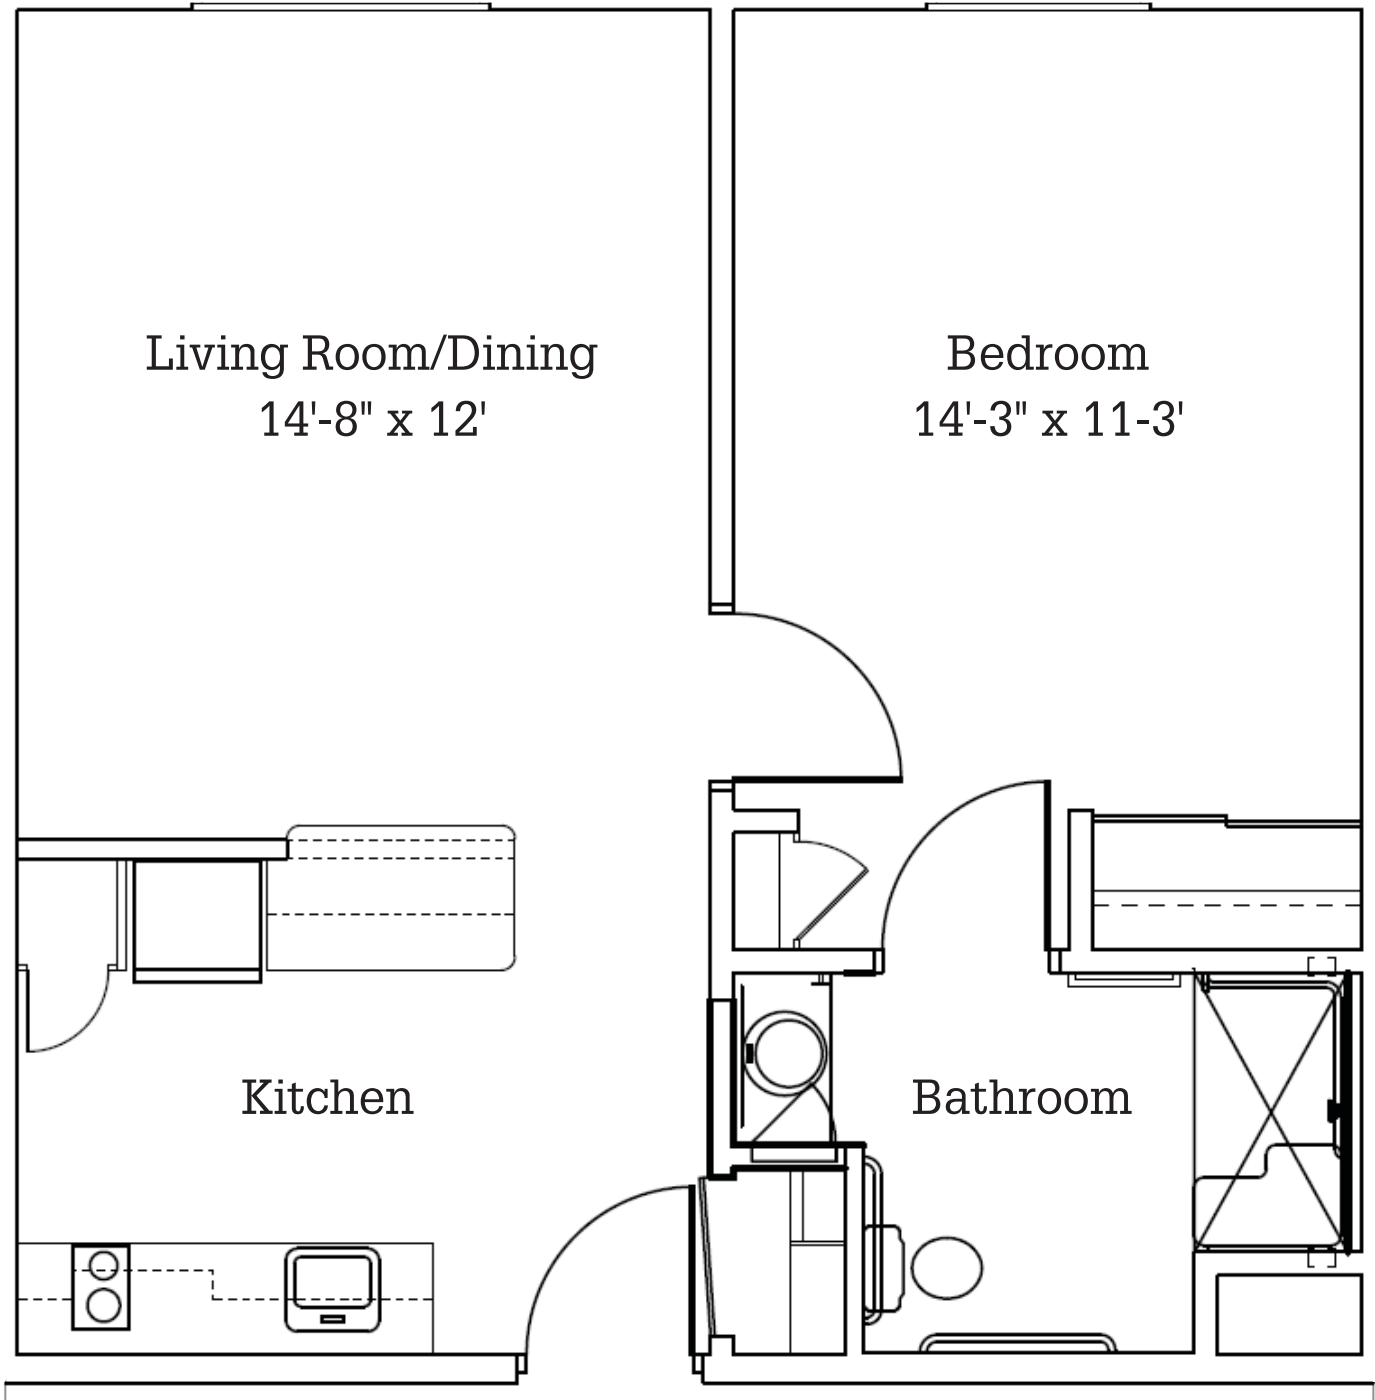 Living Room/Dining
14'-8" x 12'
Bedroom
14'-3" x 11-3'
Kitchen
Bathroom